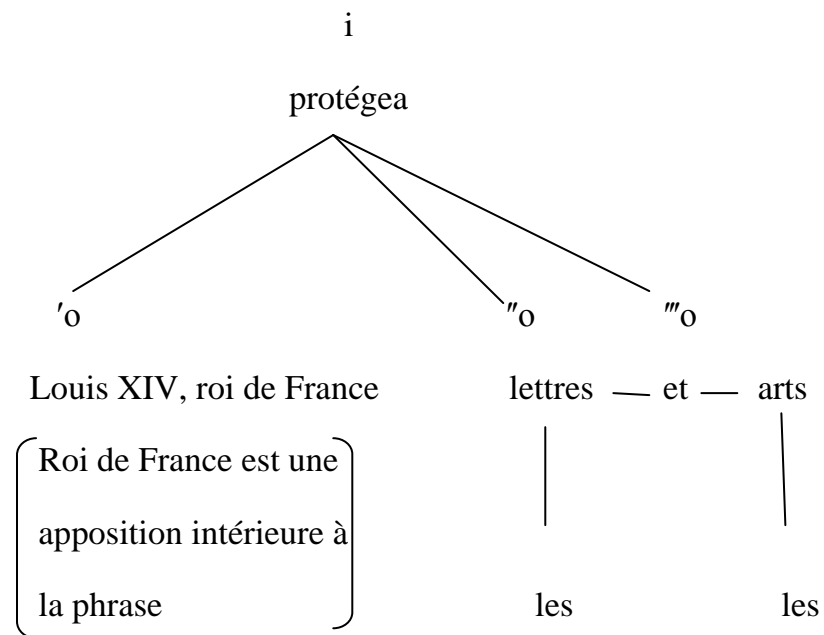 i
protégea
′o ″o ‴o
Louis XIV, roi de France lettres et arts
Roi de France est une
apposition intérieure à
la phrase les les